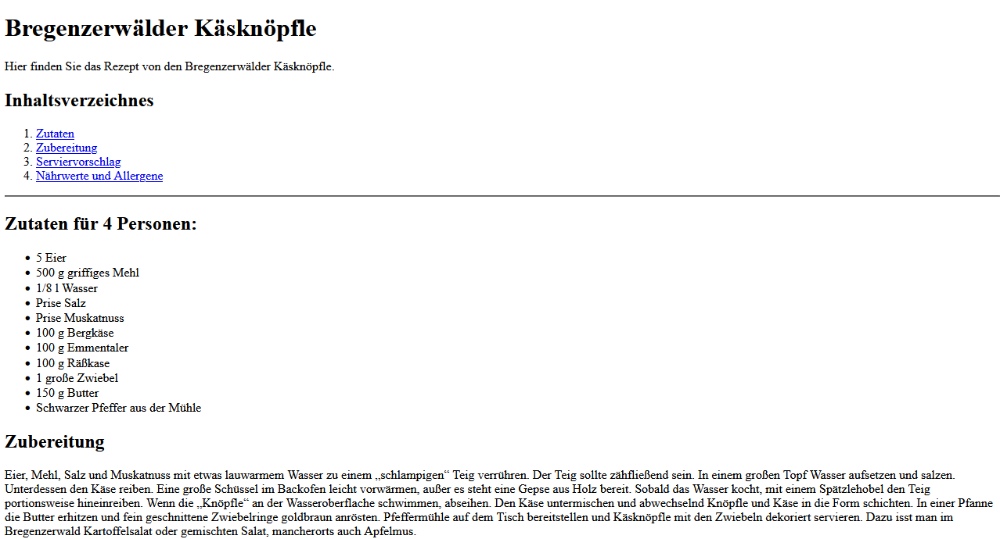 Bregenzerwälder Käsknöpfle
Hier finden Sie das Rezept von den Bregenzerwälder Käsknöpfle.
Inhaltsverzeichnes
1. Zutaten
2. Zubereitung
3. Serviervorschlag
4. Nährwerte und Allergene
Zutaten für 4 Personen:
• 5 Eier
• 500 g griffiges Mehl
• 1/8 l Wasser
• Prise Salz
• Prise Muskatnuss
• 100 g Bergkäse
• 100 g Emmentaler
• 100 g Räßkase
• 1 große Zwiebel
• 150 g Butter
• Schwarzer Pfeffer aus der Mühle
Zubereitung
Eier, Mehl, Salz und Muskatnuss mit etwas lauwarmem Wasser zu einem „schlampigen“ Teig verrühren. Der Teig sollte zähfließend sein. In einem großen Topf Wasser aufsetzen und salzen.
Unterdessen den Käse reiben. Eine große Schüssel im Backofen leicht vorwärmen, außer es steht eine Gepse aus Holz bereit. Sobald das Wasser kocht, mit einem Spätzlehobel den Teig
portionsweise hineinreiben. Wenn die „Knöpfle“ an der Wasseroberflache schwimmen, abseihen. Den Käse untermischen und abwechselnd Knöpfle und Käse in die Form schichten. In einer Pfanne
die Butter erhitzen und fein geschnittene Zwiebelringe goldbraun anrösten. Pfeffermühle auf dem Tisch bereitstellen und Käsknöpfle mit den Zwiebeln dekoriert servieren. Dazu isst man im
Bregenzerwald Kartoffelsalat oder gemischten Salat, mancherorts auch Apfelmus.